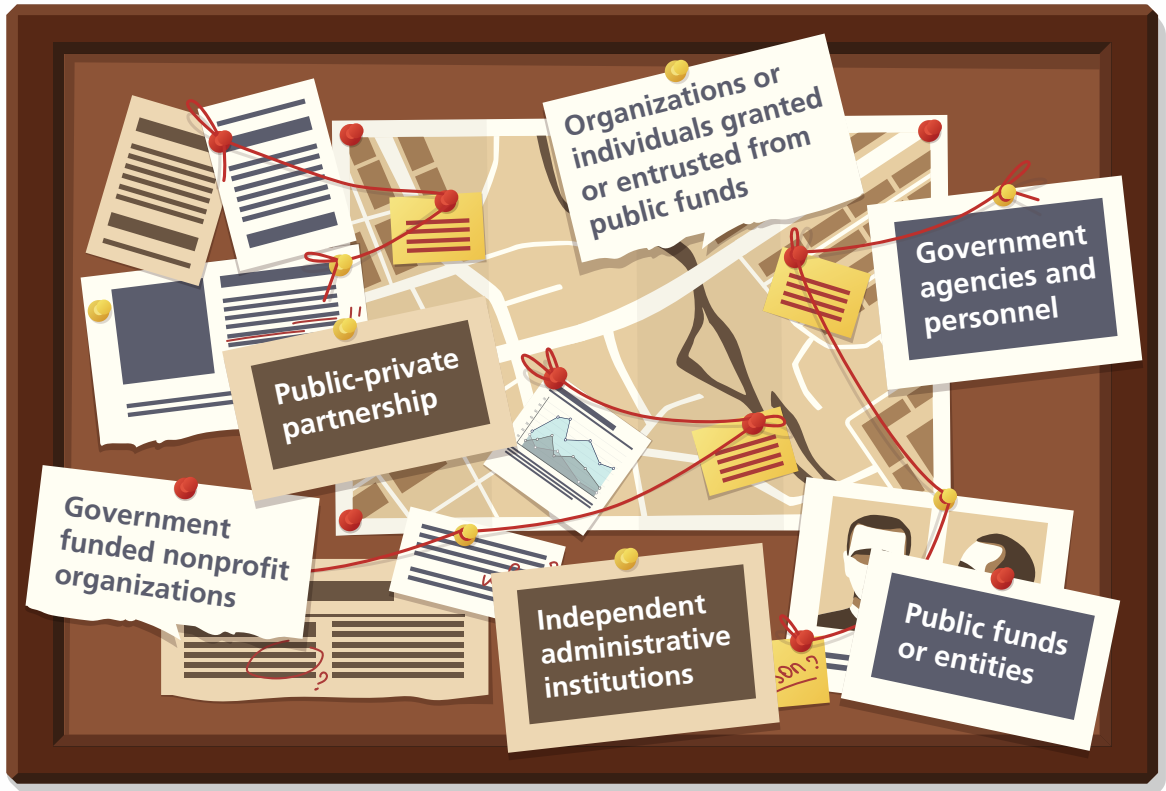 Organizations or
individuals granted
or entrusted from
public funds
Government
agencies and
personnel
Public-private
partnership
Government
funded nonprofit
organizations
Independent
administrative
institutions
Public funds
or entities